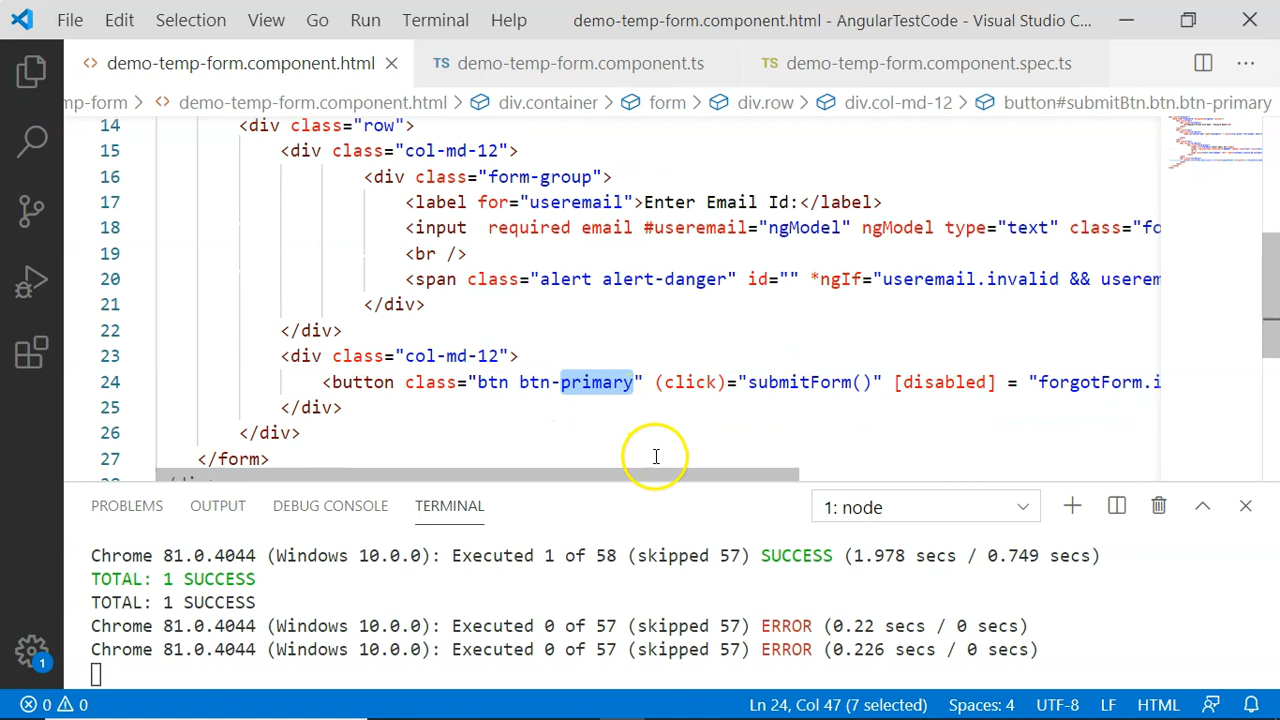 File Edit Selection View Go Run Terminal Help demo-temp-form.component.html - AngularTestCode - Visual Studio C...
demo-temp-form.component.html TS demo-temp-form.component.ts TS demo-temp-form.component.spec.ts ...
mp-form > demo-temp-form.component.html > div.container > form > div.row > div.col-md-12 > button#submitBtn.btn.btn-primary
14 <div class="row">
15 <div class="col-md-12">
16 <div class="form-group">
17 <label for="useremail">Enter Email Id:</label>
18 <input required email #useremail="ngModel" ngModel type="text" class="fo
19 <br />
20 <span class="alert alert-danger" id="" *ngIf="useremail.invalid && userem
21 </div>
22 </div>
23 <div class="col-md-12">
24 <button class="btn btn-primary" (click)="submitForm()" [disabled] = "forgotForm.i
25 </div>
26 </div>
27 </form>
PROBLEMS OUTPUT DEBUG CONSOLE TERMINAL 1: node
Chrome 81.0.4044 (Windows 10.0.0): Executed 1 of 58 (skipped 57) SUCCESS (1.978 secs / 0.749 secs)
TOTAL: 1 SUCCESS
TOTAL: 1 SUCCESS
Chrome 81.0.4044 (Windows 10.0.0): Executed 0 of 57 (skipped 57) ERROR (0.22 secs / 0 secs)
Chrome 81.0.4044 (Windows 10.0.0): Executed 0 of 57 (skipped 57) ERROR (0.226 secs / 0 secs)
1 0 0 Ln 24, Col 47 (7 selected) Spaces: 4 UTF-8 LF HTML